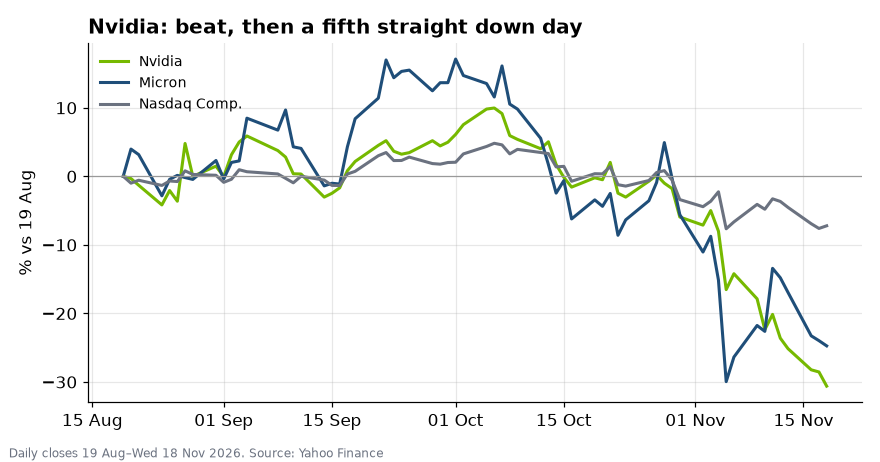 Nvidia: beat, then a fifth straight down day
Nvidia
Micron
Nasdaq Comp.
% vs 19 Aug
10
0
−10
−20
−30
15 Aug 01 Sep 15 Sep 01 Oct 15 Oct 01 Nov 15 Nov
Daily closes 19 Aug–Wed 18 Nov 2026. Source: Yahoo Finance